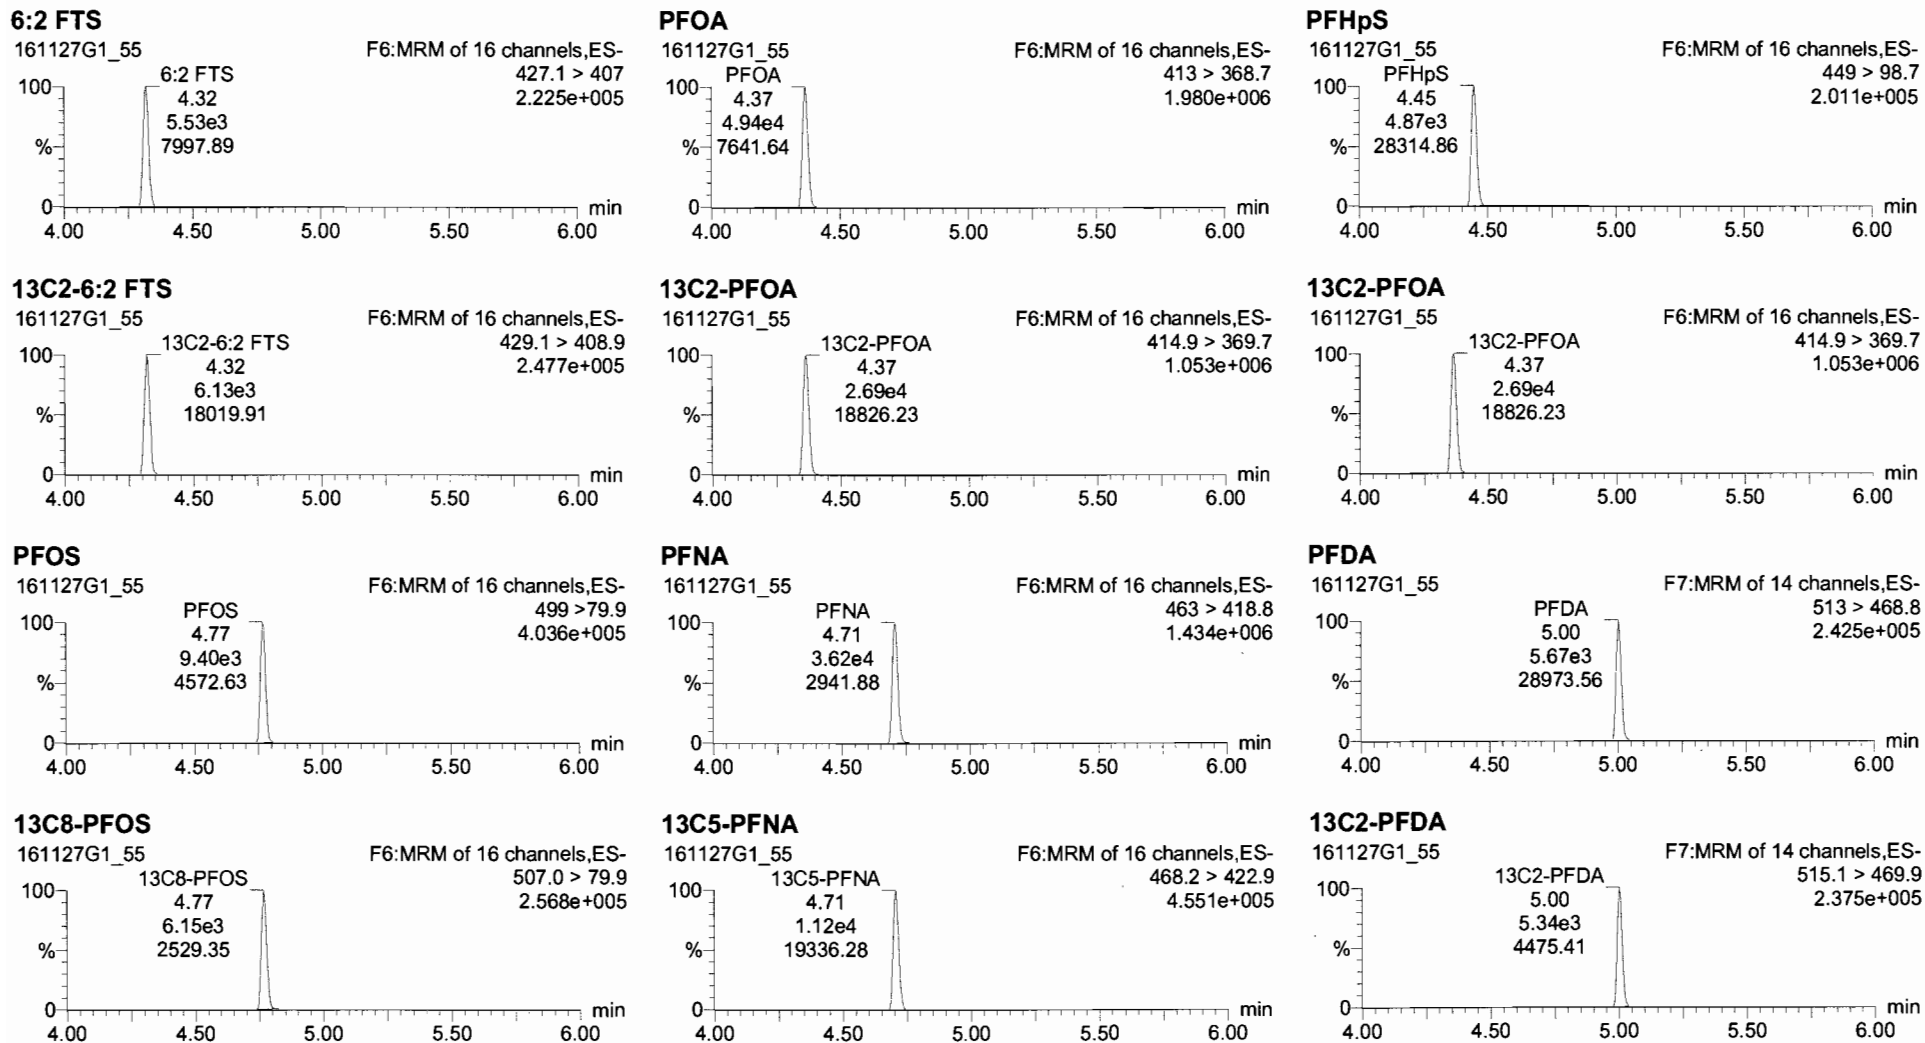 6:2 FTS
161127G1_55
F6:MRM of 16 channels,ES-
427.1 > 407
2.225e+005
6:2 FTS
4.32
5.53e3
7997.89
100
%
0
min
4.00 4.50 5.00 5.50 6.00
PFOA
161127G1_55
F6:MRM of 16 channels,ES-
413 > 368.7
1.980e+006
PFOA
4.37
4.94e4
7641.64
100
%
0
min
4.00 4.50 5.00 5.50 6.00
PFHpS
161127G1_55
F6:MRM of 16 channels,ES-
449 > 98.7
2.011e+005
PFHpS
4.45
4.87e3
28314.86
100
%
0
min
4.00 4.50 5.00 5.50 6.00
13C2-6:2 FTS
161127G1_55
F6:MRM of 16 channels,ES-
429.1 > 408.9
2.477e+005
13C2-6:2 FTS
4.32
6.13e3
18019.91
100
%
0
min
4.00 4.50 5.00 5.50 6.00
13C2-PFOA
161127G1_55
F6:MRM of 16 channels,ES-
414.9 > 369.7
1.053e+006
13C2-PFOA
4.37
2.69e4
18826.23
100
%
0
min
4.00 4.50 5.00 5.50 6.00
13C2-PFOA
161127G1_55
F6:MRM of 16 channels,ES-
414.9 > 369.7
1.053e+006
13C2-PFOA
4.37
2.69e4
18826.23
100
%
0
min
4.00 4.50 5.00 5.50 6.00
PFOS
161127G1_55
F6:MRM of 16 channels,ES-
499 >79.9
4.036e+005
PFOS
4.77
9.40e3
4572.63
100
%
0
min
4.00 4.50 5.00 5.50 6.00
PFNA
161127G1_55
F6:MRM of 16 channels,ES-
463 > 418.8
1.434e+006
PFNA
4.71
3.62e4
2941.88
100
%
0
min
4.00 4.50 5.00 5.50 6.00
PFDA
161127G1_55
F7:MRM of 14 channels,ES-
513 > 468.8
2.425e+005
PFDA
5.00
5.67e3
28973.56
100
%
0
min
4.00 4.50 5.00 5.50 6.00
13C8-PFOS
161127G1_55
F6:MRM of 16 channels,ES-
507.0 > 79.9
2.568e+005
13C8-PFOS
4.77
6.15e3
2529.35
100
%
0
min
4.00 4.50 5.00 5.50 6.00
13C5-PFNA
161127G1_55
F6:MRM of 16 channels,ES-
468.2 > 422.9
4.551e+005
13C5-PFNA
4.71
1.12e4
19336.28
100
%
0
min
4.00 4.50 5.00 5.50 6.00
13C2-PFDA
161127G1_55
F7:MRM of 14 channels,ES-
515.1 > 469.9
2.375e+005
13C2-PFDA
5.00
5.34e3
4475.41
100
%
0
min
4.00 4.50 5.00 5.50 6.00